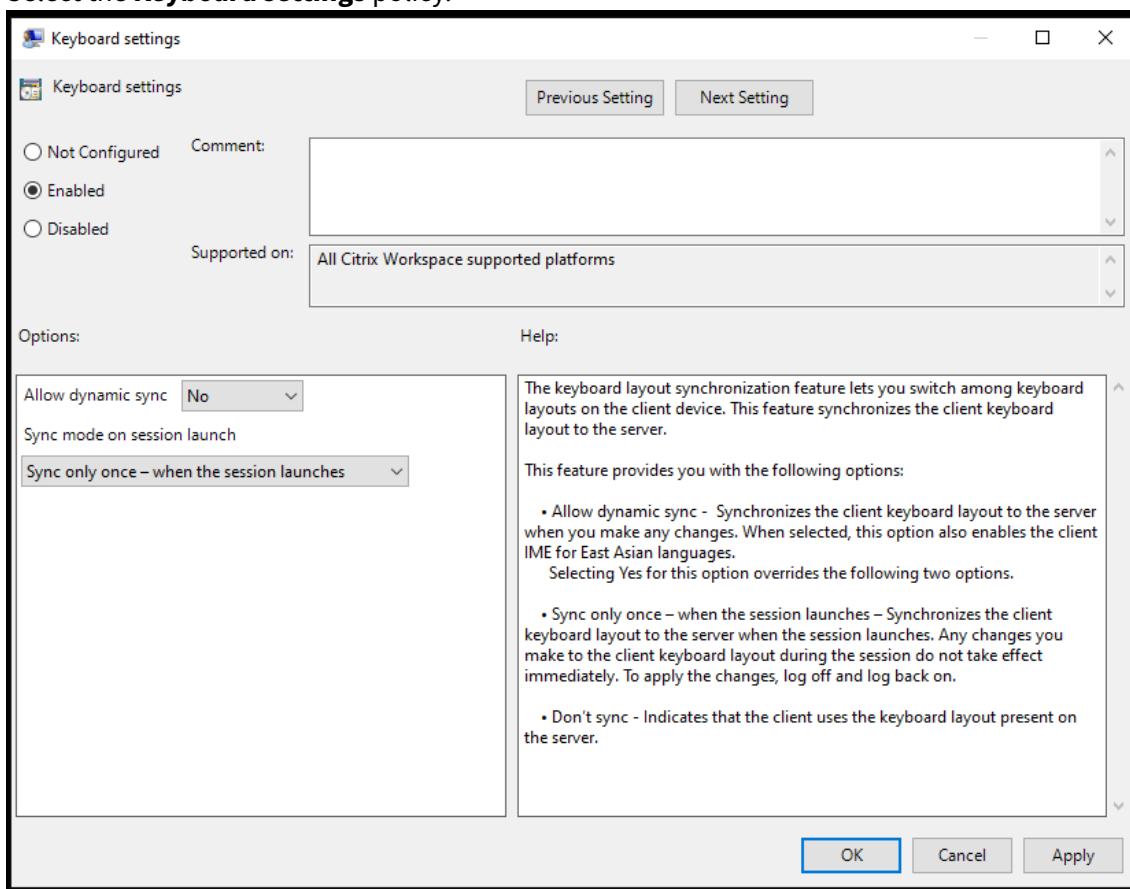 Select the Keyboard settings policy.
Keyboard settings
Keyboard settings
Previous Setting
Next Setting
Not Configured
Comment:
Enabled
Disabled
Supported on:
All Citrix Workspace supported platforms
Options:
Help:
Allow dynamic sync No
Sync mode on session launch
Sync only once – when the session launches
The keyboard layout synchronization feature lets you switch among keyboard
layouts on the client device. This feature synchronizes the client keyboard
layout to the server.
This feature provides you with the following options:
• Allow dynamic sync - Synchronizes the client keyboard layout to the server
when you make any changes. When selected, this option also enables the client
IME for East Asian languages.
Selecting Yes for this option overrides the following two options.
• Sync only once – when the session launches – Synchronizes the client
keyboard layout to the server when the session launches. Any changes you
make to the client keyboard layout during the session do not take effect
immediately. To apply the changes, log off and log back on.
• Don't sync - Indicates that the client uses the keyboard layout present on
the server.
OK
Cancel
Apply